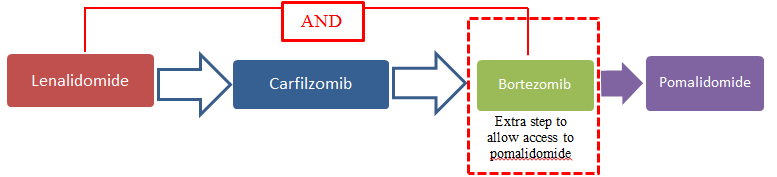 AND
Lenalidomide
Carfilzomib
Bortezomib
Pomalidomide
Extra step to
allow access to
pomalidomide